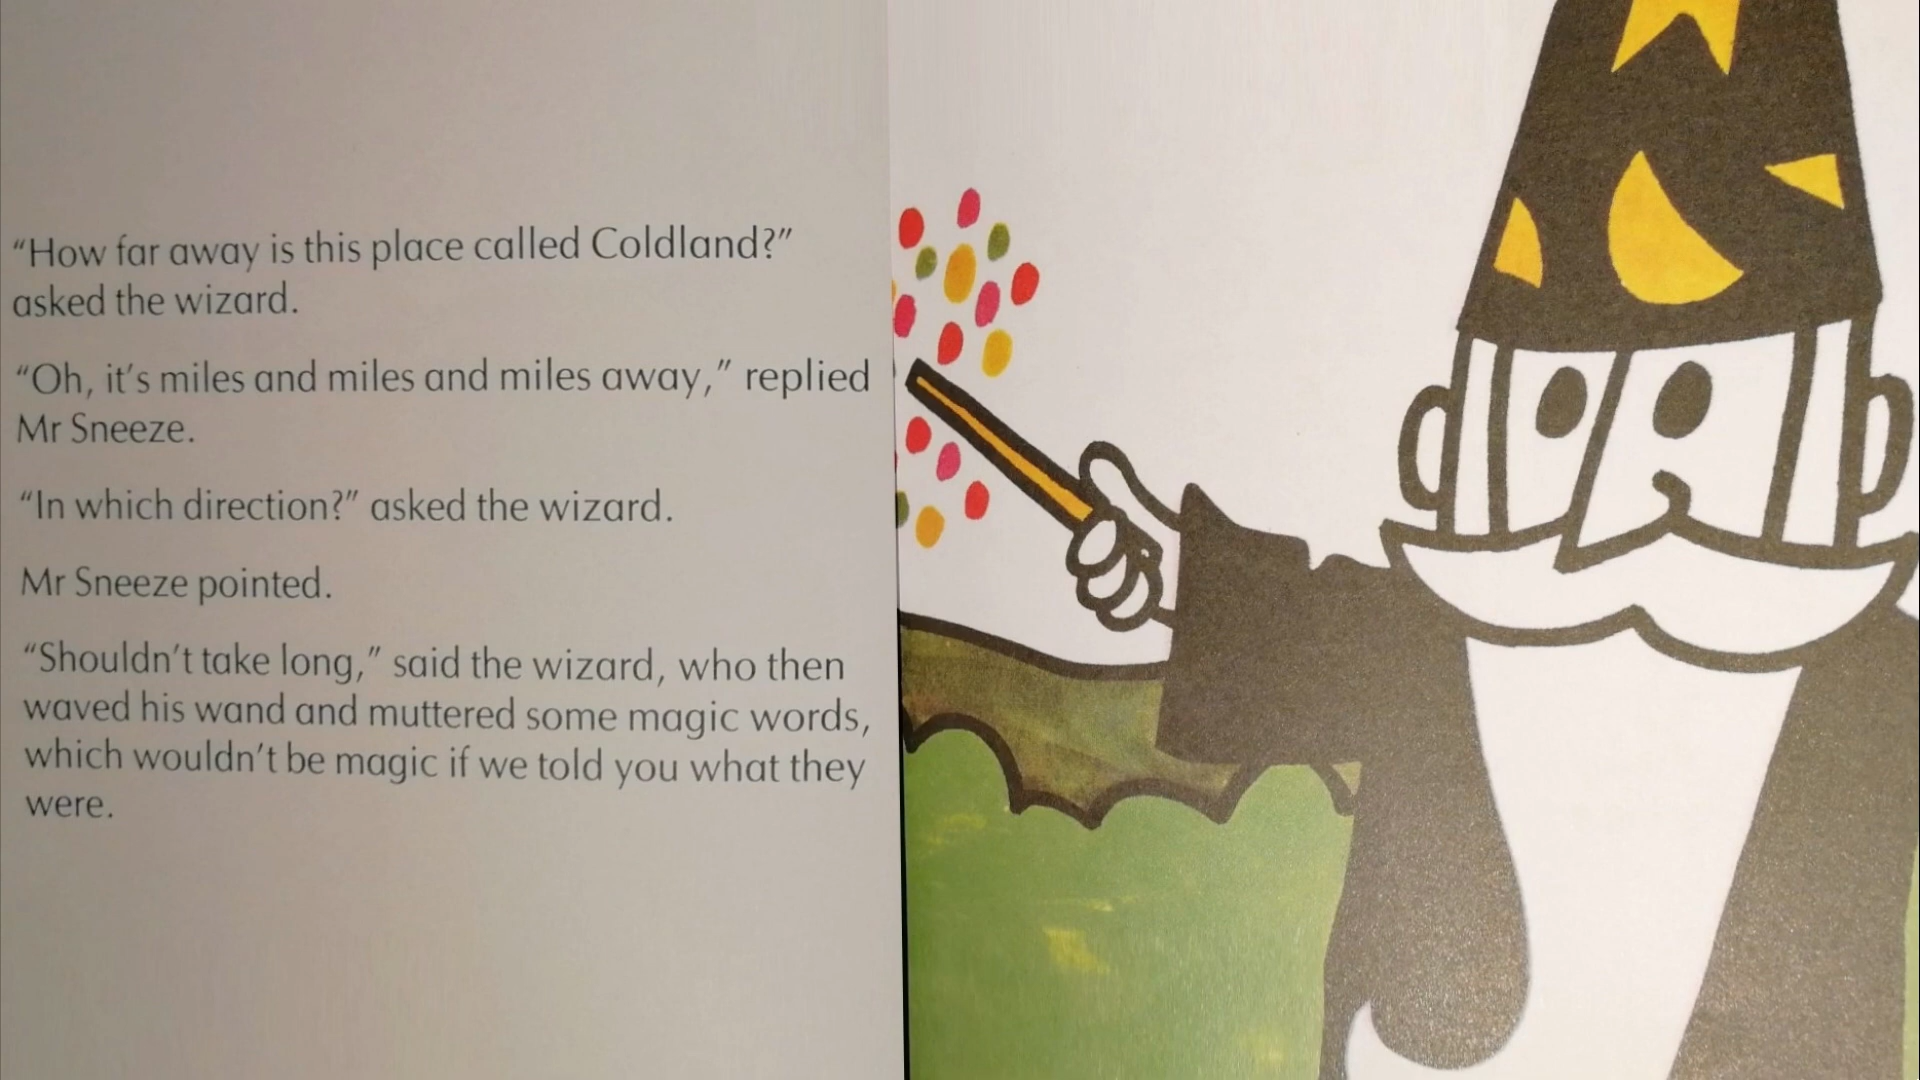 “How far away is this place called Coldland?”
asked the wizard.
“Oh, it’s miles and miles and miles away,” replied
Mr Sneeze.
“In which direction?” asked the wizard.
Mr Sneeze pointed.
“Shouldn’t take long,” said the wizard, who then
waved his wand and muttered some magic words,
which wouldn’t be magic if we told you what they
were.